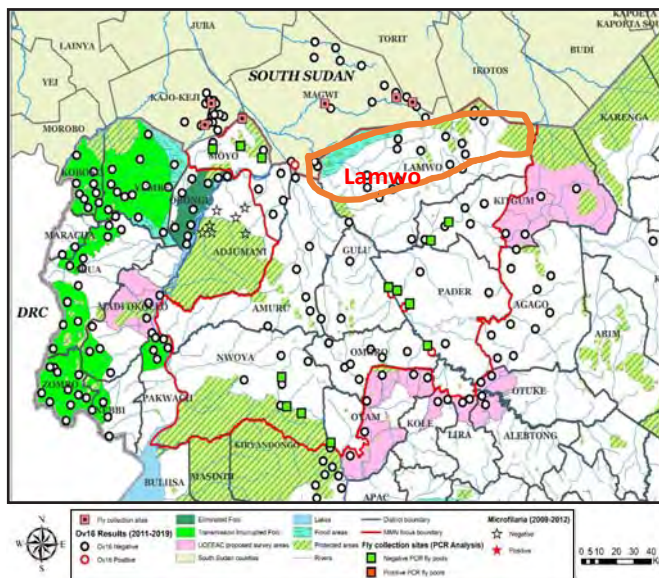 JUBA
LAINYA
TORIT
KAPOETA
KAPOETA SOU
BUDI
SOUTH SUDAN
YEI
IKOTOS
KAJO-KEJI
MAGWI
KARENGA
MOROBO
MOYO
LAMWO
Lamwo
KOBOKO
YUMBE
OBONGI
KITGUM
MARACHA
ADJUMANI
GULU
PADER
DRC
MADI OKOLLO
AMURU
AGAGO
ABIM
NWOYA
OMORO
ZOMBO
NEBBI
PAKWACH
OTUKE
OYAM
KOLE
LIRA
ALEBTONG
KIRYANDONGO
BULIISA
MASINDI
APAC
Fly collection sites
Ov16 Results (2011-2019)
Ov16 Negative
Ov16 Positive
Eliminated Foci
Transmission Interrupted Foci
UOEEAC proposed survey areas
South Sudan counties
Lakes
Forest areas
Protected areas
Rivers
District boundary
MMN focus boundary
Fly collection sites (PCR Analysis)
Negative PCR fly pools
Positive PCR fly pools
Microfilaria (2009-2012)
Negative
Positive
N
W
E
S
0 5 10 20 30 40